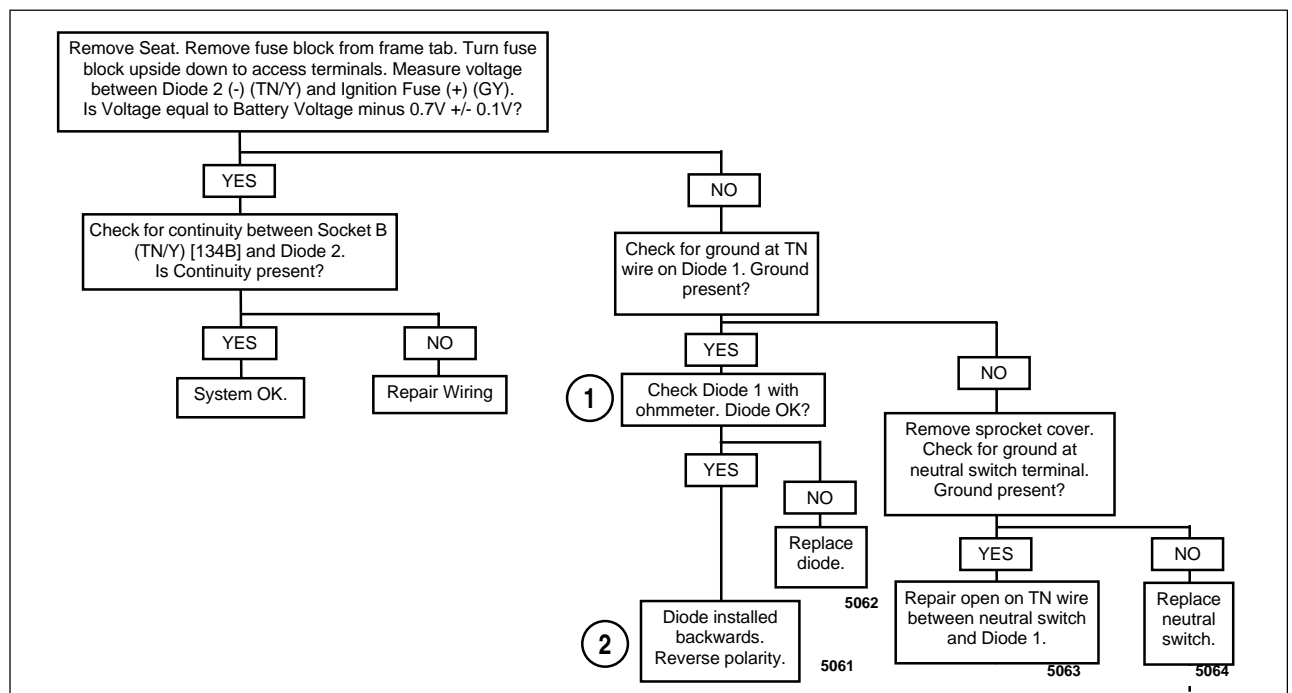 Remove Seat. Remove fuse block from frame tab. Turn fuse
block upside down to access terminals. Measure voltage
between Diode 2 (-) (TN/Y) and Ignition Fuse (+) (GY).
Is Voltage equal to Battery Voltage minus 0.7V +/- 0.1V?
YES
NO
Check for continuity between Socket B
(TN/Y) [134B] and Diode 2.
Is Continuity present?
Check for ground at TN
wire on Diode 1. Ground
present?
YES
NO
YES
NO
System OK.
Repair Wiring
1
Check Diode 1 with
ohmmeter. Diode OK?
Remove sprocket cover.
Check for ground at
neutral switch terminal.
Ground present?
YES
NO
YES
NO
Replace
diode.
5062
Repair open on TN wire
between neutral switch
and Diode 1.
5063
Replace
neutral
switch.
5064
2
Diode installed
backwards.
Reverse polarity.
5061